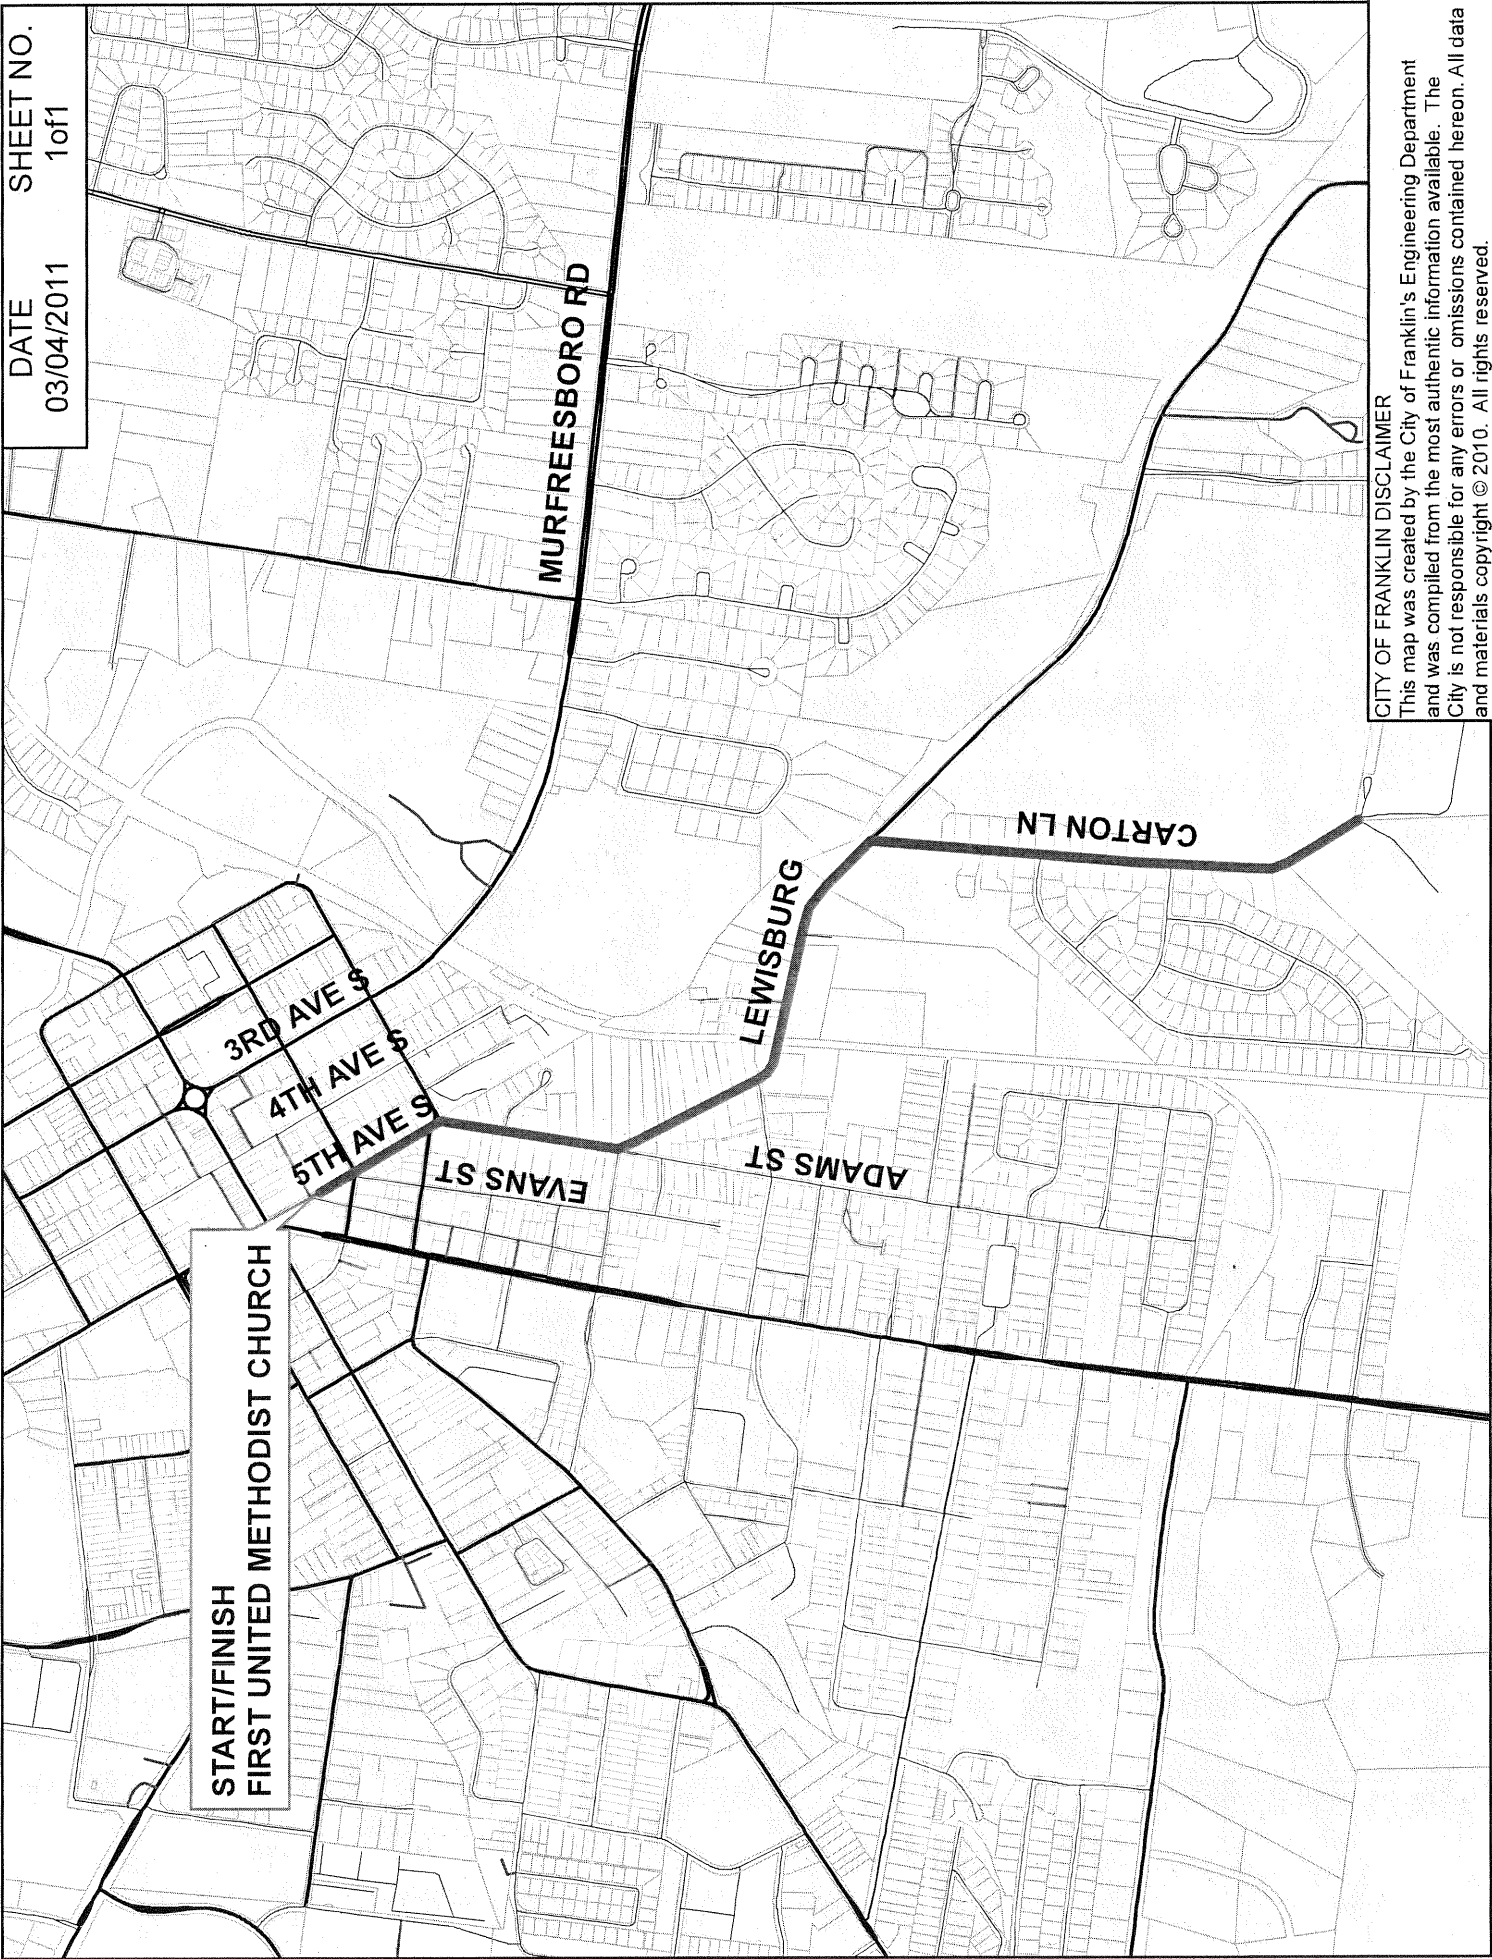 DATE
03/04/2011
SHEET NO.
1of1
MURFREESBORO RD
3RD AVE S
4TH AVE S
5TH AVE S
START/FINISH
FIRST UNITED METHODIST CHURCH
EVANS ST
ADAMS ST
LEWISBURG
CARTON LN
CITY OF FRANKLIN DISCLAIMER
This map was created by the City of Franklin's Engineering Department
and was compiled from the most authentic information available. The
City is not responsible for any errors or omissions contained hereon. All data
and materials copyright © 2010. All rights reserved.